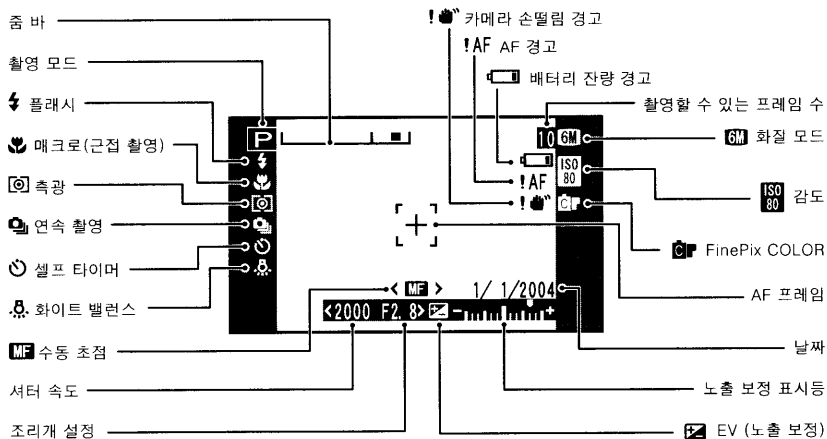 줌 바
촬영 모드
플래시
매크로(근접 촬영)
측광
연속 촬영
셀프 타이머
화이트 밸런스
MF 수동 초점
셔터 속도
조리개 설정
! 카메라 손떨림 경고
!AF AF 경고
배터리 잔량 경고
촬영할 수 있는 프레임 수
6M 화질 모드
ISO 80 감도
FinePix COLOR
AF 프레임
날짜
노출 보정 표시등
EV (노출 보정)
P
10 6M
ISO
80
!AF
!
< MF > 1/ 1/2004
<2000 F2.8> - +